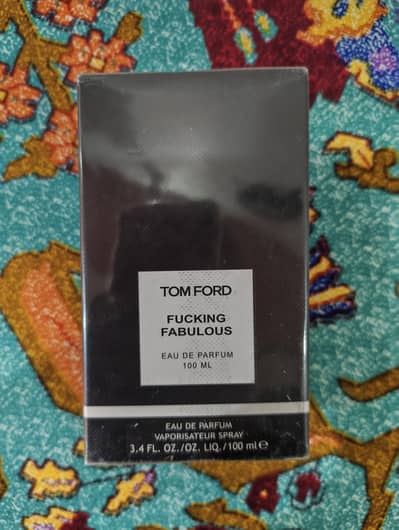 TOM FORD
FUCKING
FABULOUS
EAU DE PARFUM
100 ML
EAU DE PARFUM
VAPORISATEUR SPRAY
3.4 FL. OZ./OZ. LIQ./100 ml ℮